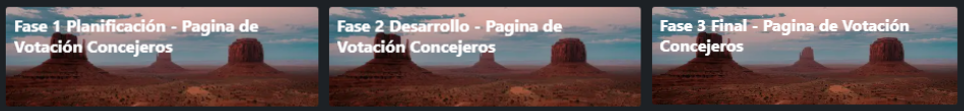 Fase 1 Planificación - Pagina de
Votación Concejeros
Fase 2 Desarrollo - Pagina de
Votación Concejeros
Fase 3 Final - Pagina de Votación
Concejeros